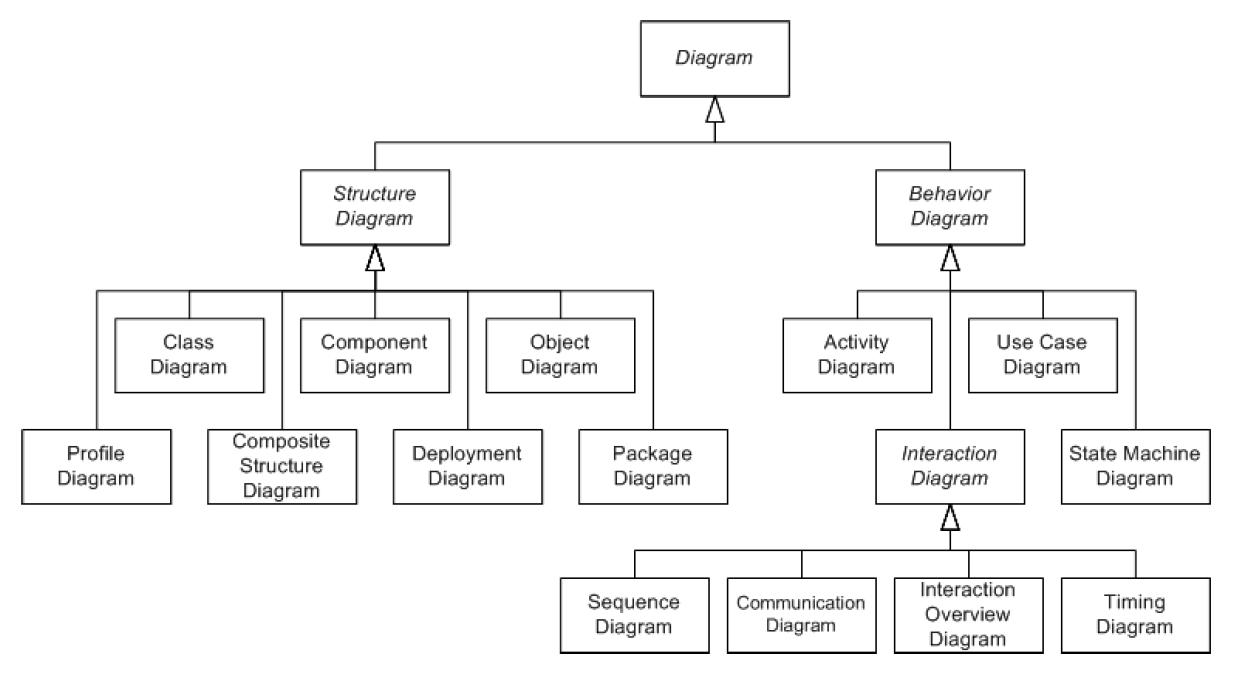 Diagram
Structure
Diagram
Behavior
Diagram
Class
Diagram
Component
Diagram
Object
Diagram
Activity
Diagram
Use Case
Diagram
Profile
Diagram
Composite
Structure
Diagram
Deployment
Diagram
Package
Diagram
Interaction
Diagram
State Machine
Diagram
Sequence
Diagram
Communication
Diagram
Interaction
Overview
Diagram
Timing
Diagram